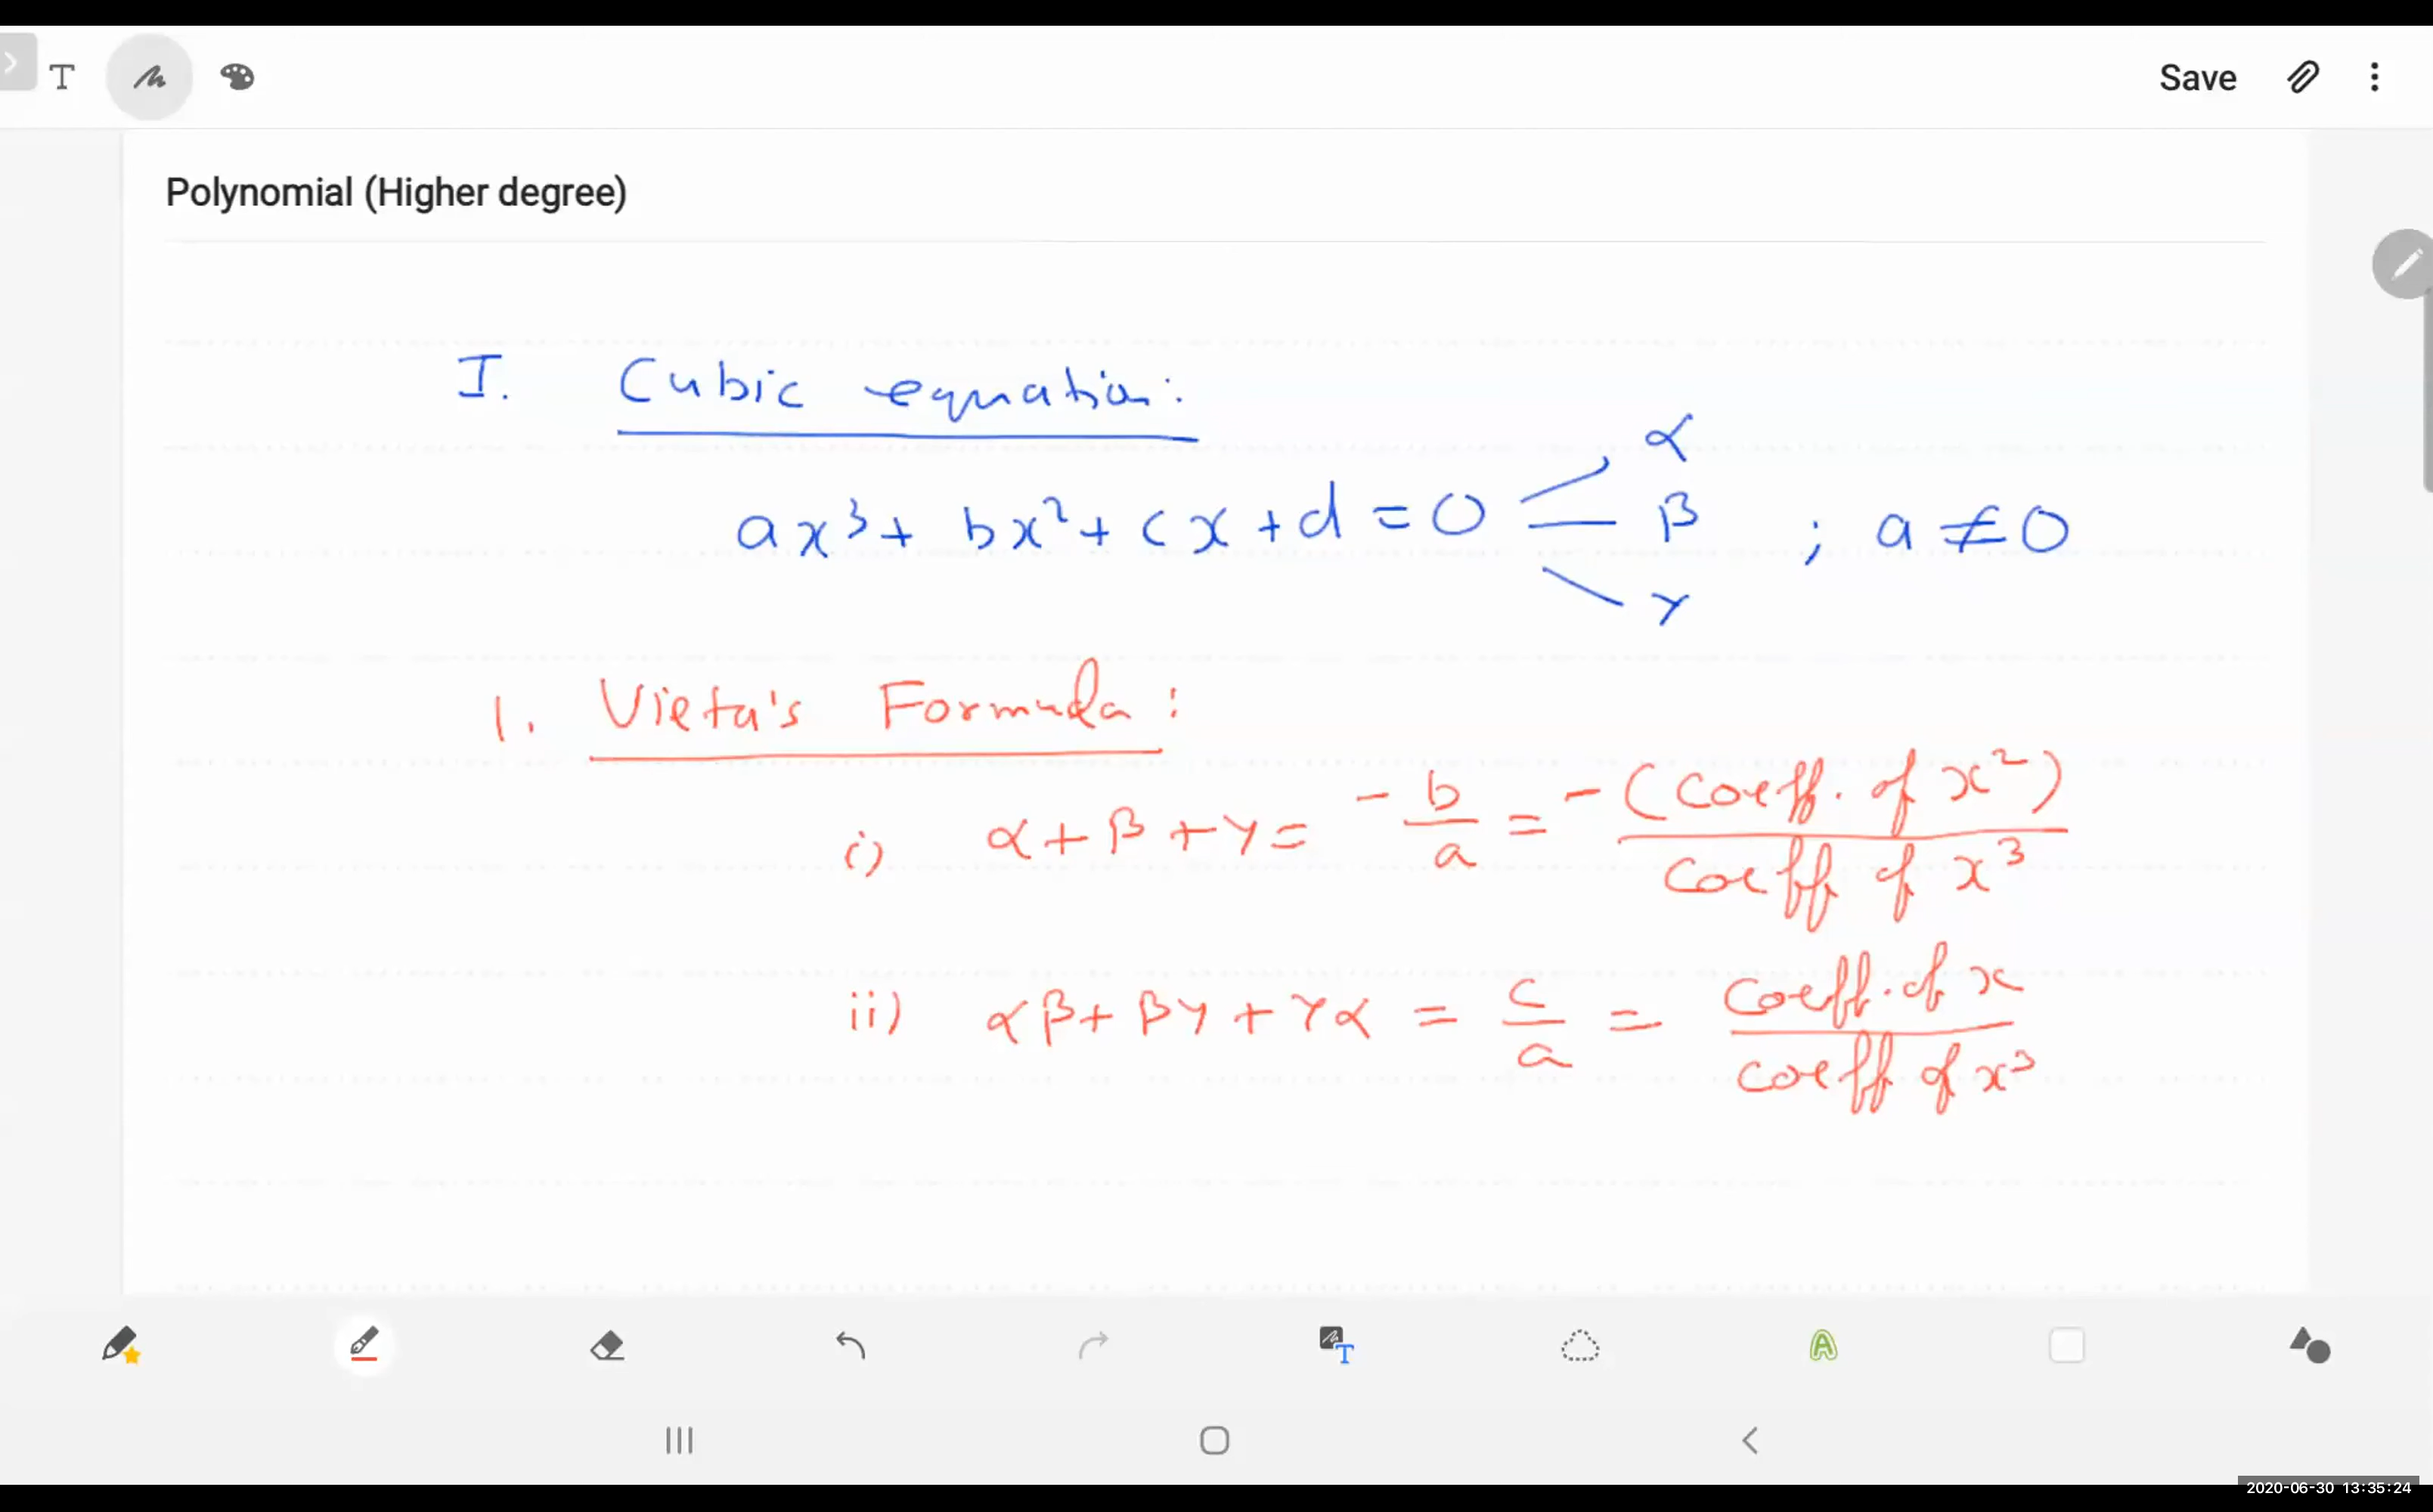 T
Save
Polynomial (Higher degree)
I. Cubic equation:
ax³ + bx² + cx + d = 0 α β γ ; a ≠ 0
1. Vieta's Formula:
i) α + β + γ = -b/a = -(Coeff. of x²)/Coeff of x³
ii) αβ + βγ + γα = c/a = Coeff. of x/coeff of x³
T
A
2020-06-30 13:35:24